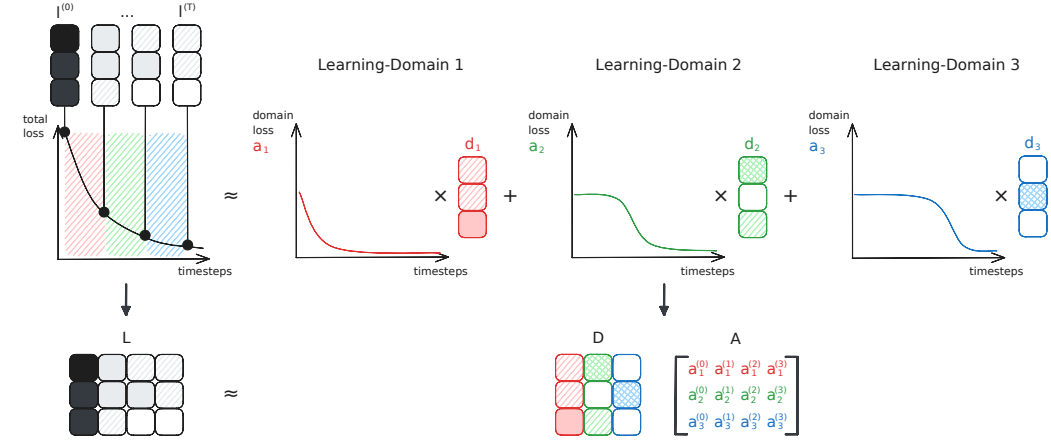 l⁽⁰⁾ ... l⁽ᵀ⁾
total
loss
timesteps
≈
Learning-Domain 1
domain
loss
a₁
timesteps
×
d₁
+
Learning-Domain 2
domain
loss
a₂
timesteps
×
d₂
+
Learning-Domain 3
domain
loss
a₃
timesteps
×
d₃
L
≈
D
A
a₁⁽⁰⁾ a₁⁽¹⁾ a₁⁽²⁾ a₁⁽³⁾
a₂⁽⁰⁾ a₂⁽¹⁾ a₂⁽²⁾ a₂⁽³⁾
a₃⁽⁰⁾ a₃⁽¹⁾ a₃⁽²⁾ a₃⁽³⁾